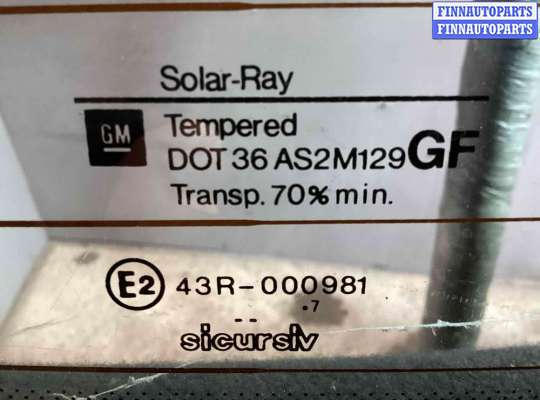 FINNAUTOPARTS
FINNAUTOPARTS
Solar-Ray
GM
Tempered
DOT 36 AS2M129 GF
Transp. 70% min.
E2 43R-000981
.7
--
sicursiv